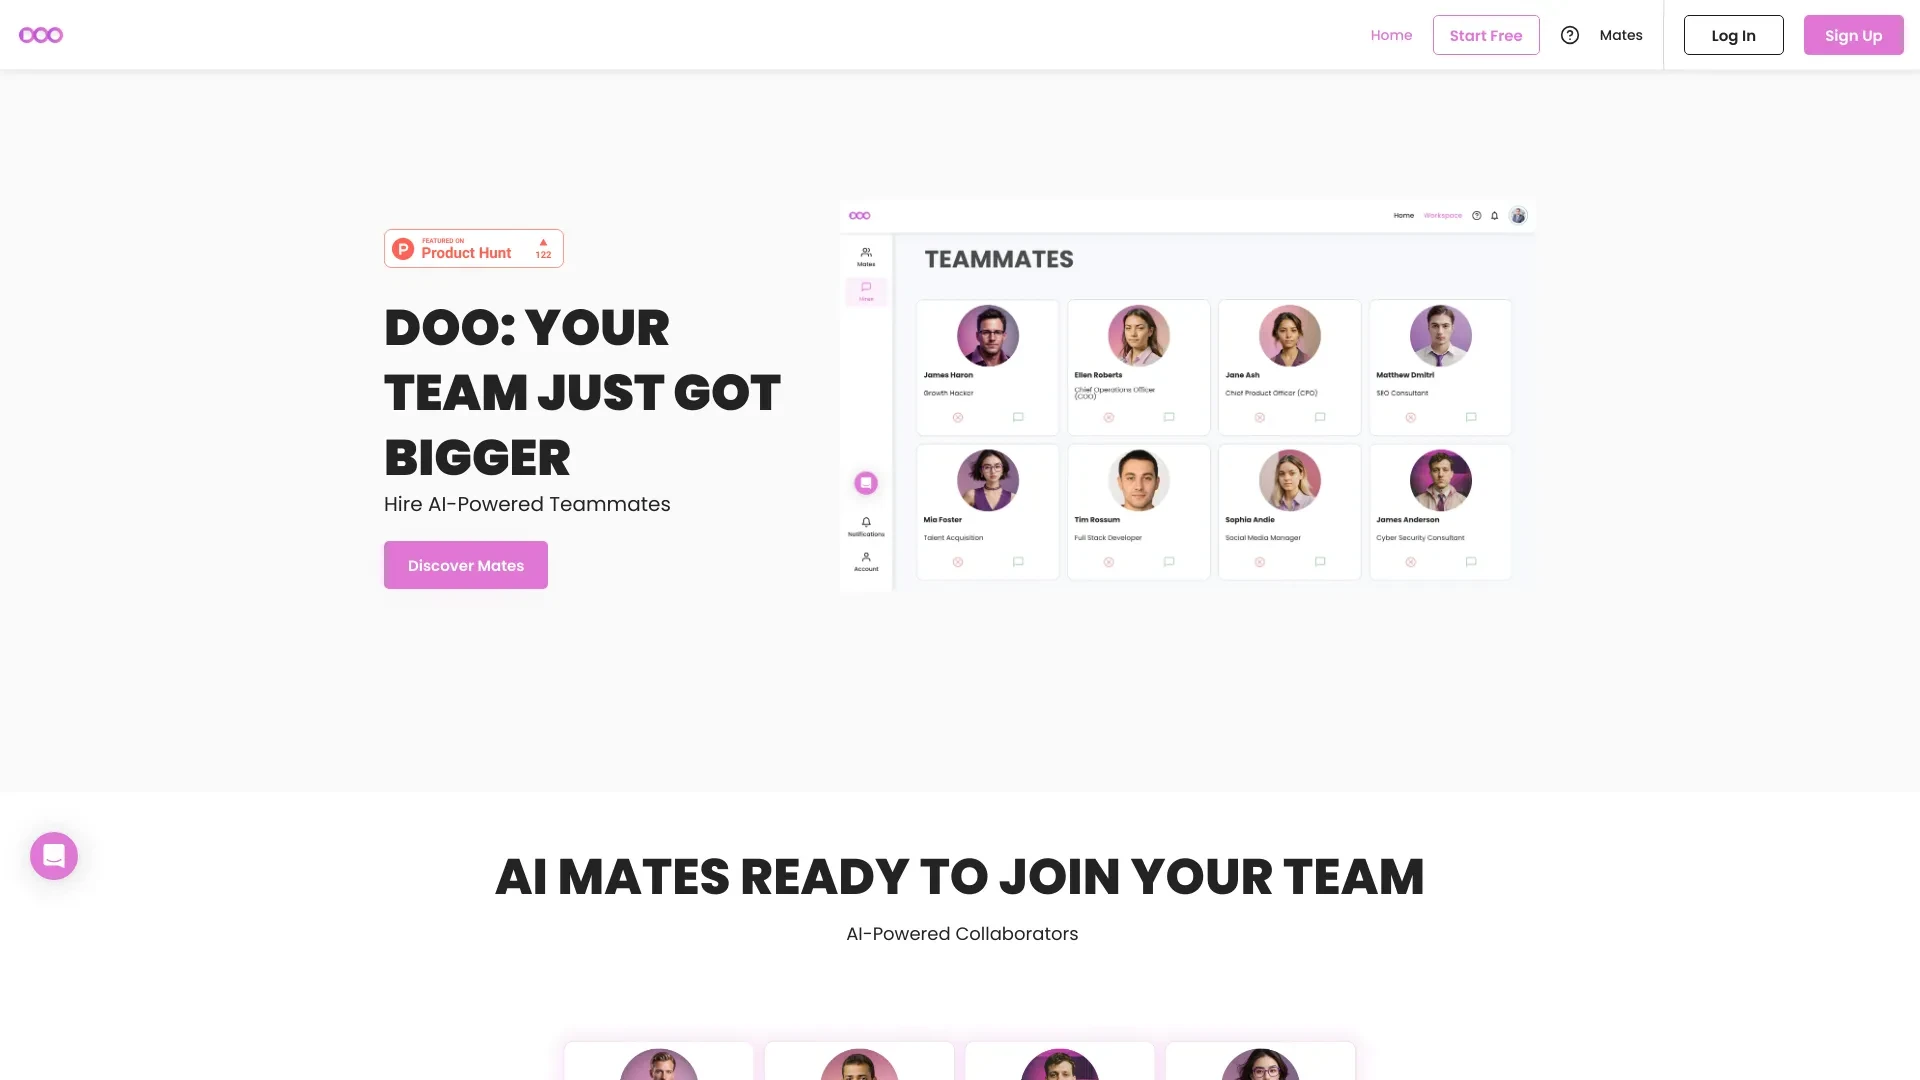 DOO
Home
Start Free
Mates
Log In
Sign Up
FEATURED ON
Product Hunt
122
DOO: YOUR
TEAM JUST GOT
BIGGER
Hire AI-Powered Teammates
Discover Mates
DOO
Home
Workspace
Mates
Hires
Notifications
Account
TEAMMATES
James Haron
Growth Hacker
Ellen Roberts
Chief Operations Officer
(COO)
Jane Ash
Chief Product Officer (CPO)
Matthew Dmitri
SEO Consultant
Mia Foster
Talent Acquisition
Tim Rossum
Full Stack Developer
Sophia Andie
Social Media Manager
James Anderson
Cyber Security Consultant
AI MATES READY TO JOIN YOUR TEAM
AI-Powered Collaborators